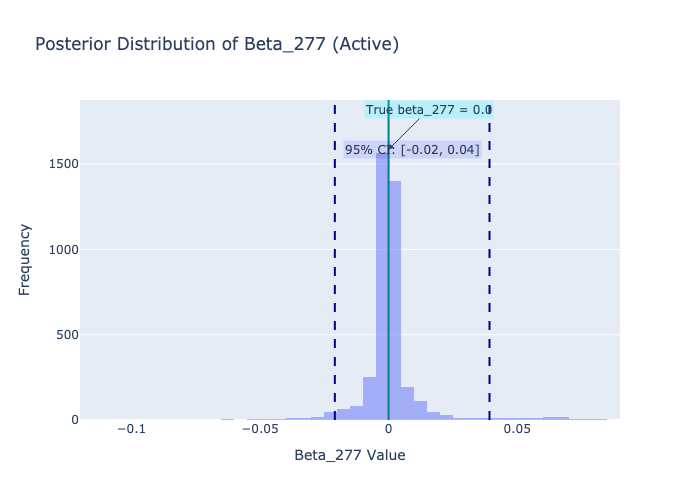 Posterior Distribution of Beta_277 (Active)
True beta_277 = 0.0
95% CI: [-0.02, 0.04]
1500
1000
500
0
Frequency
−0.1
−0.05
0
0.05
Beta_277 Value